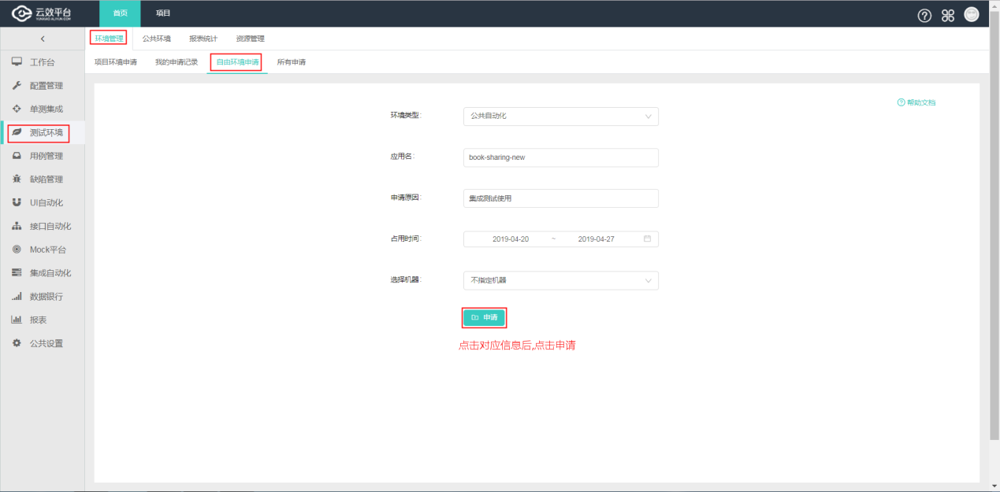 云效平台
YUNXIAO.ALIYUN.COM
首页
项目
环境管理
公共环境
报表统计
资源管理
项目环境申请
我的申请记录
自由环境申请
所有申请
工作台
配置管理
单测集成
测试环境
用例管理
缺陷管理
UI自动化
接口自动化
Mock平台
集成自动化
数据银行
报表
公共设置
帮助文档
环境类型:
公共自动化
应用名:
book-sharing-new
申请原因:
集成测试使用
占用时间:
2019-04-20 ~ 2019-04-27
选择机器:
不指定机器
申请
点击对应信息后,点击申请